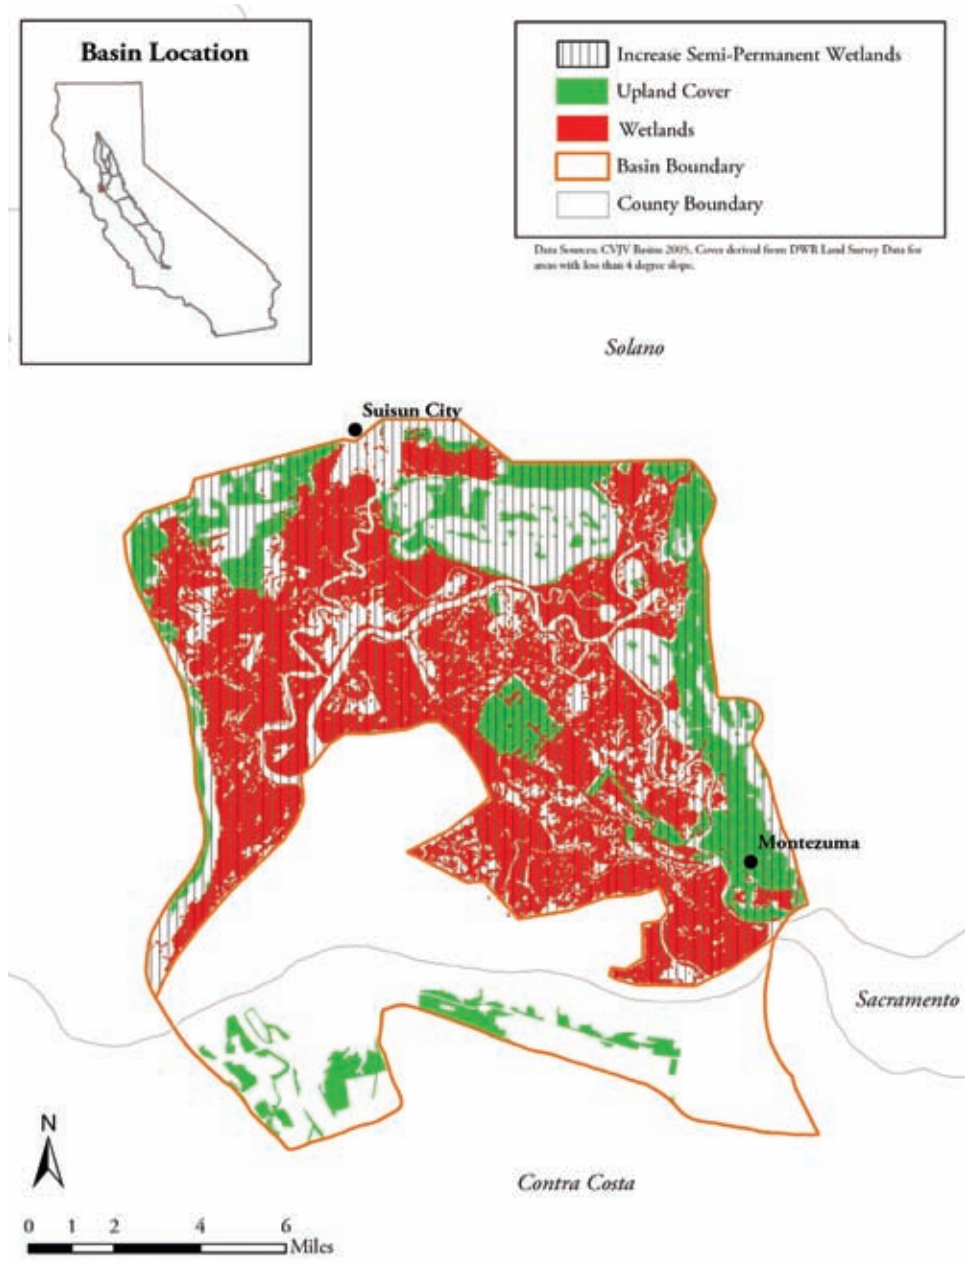 Basin Location
Increase Semi-Permanent Wetlands
Upland Cover
Wetlands
Basin Boundary
County Boundary
Data Sources: CVJV Basins 2005. Cover derived from DWR Land Survey Data for
areas with less than 4 degree slope.
Solano
Suisun City
Montezuma
Sacramento
N
Contra Costa
0 1 2 4 6
Miles